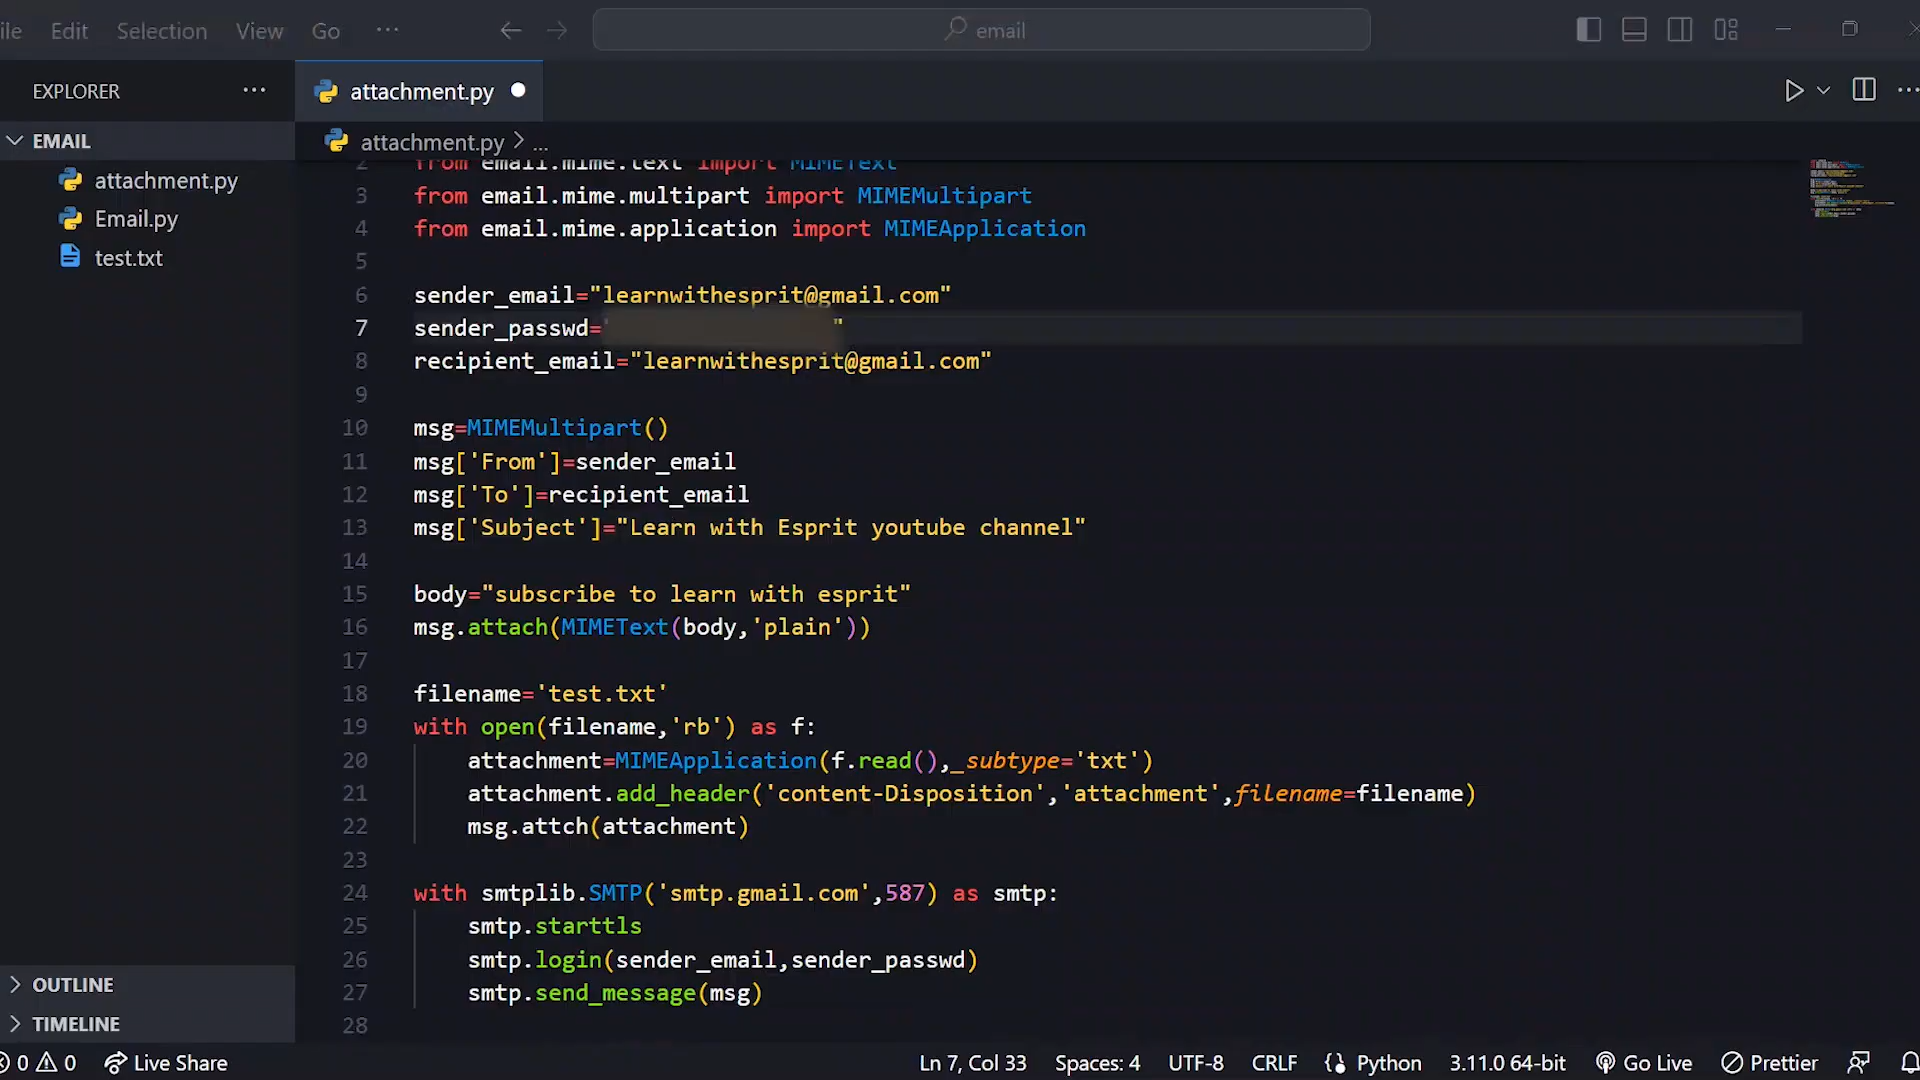 ile Edit Selection View Go ... email
EXPLORER ... attachment.py
EMAIL
attachment.py
Email.py
test.txt
attachment.py > ...
2 from email.mime.text import MIMEText
3 from email.mime.multipart import MIMEMultipart
4 from email.mime.application import MIMEApplication
5
6 sender_email="learnwithesprit@gmail.com"
7 sender_passwd=" "
8 recipient_email="learnwithesprit@gmail.com"
9
10 msg=MIMEMultipart()
11 msg['From']=sender_email
12 msg['To']=recipient_email
13 msg['Subject']="Learn with Esprit youtube channel"
14
15 body="subscribe to learn with esprit"
16 msg.attach(MIMEText(body,'plain'))
17
18 filename='test.txt'
19 with open(filename,'rb') as f:
20 attachment=MIMEApplication(f.read(),_subtype='txt')
21 attachment.add_header('content-Disposition','attachment',filename=filename)
22 msg.attch(attachment)
23
24 with smtplib.SMTP('smtp.gmail.com',587) as smtp:
25 smtp.starttls
26 smtp.login(sender_email,sender_passwd)
27 smtp.send_message(msg)
28
OUTLINE
TIMELINE
0 0 Live Share Ln 7, Col 33 Spaces: 4 UTF-8 CRLF Python 3.11.0 64-bit Go Live Prettier